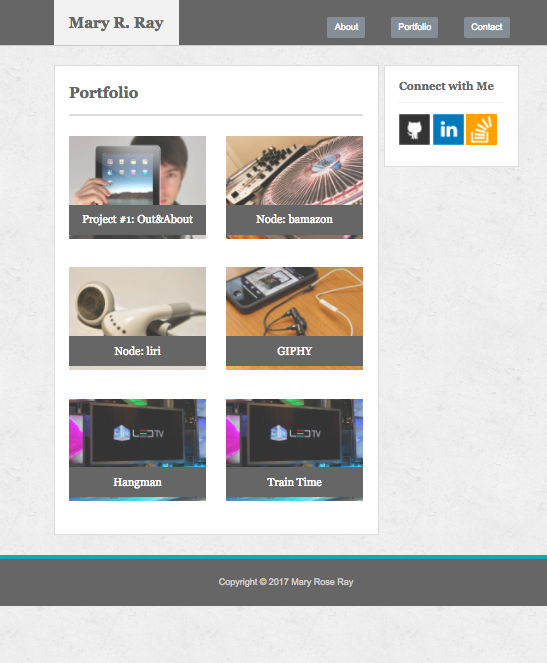 Mary R. Ray
About
Portfolio
Contact
Portfolio
Project #1: Out&About
Node: bamazon
Node: liri
GIPHY
LED TV
Hangman
LED TV
Train Time
Connect with Me
in
Copyright © 2017 Mary Rose Ray